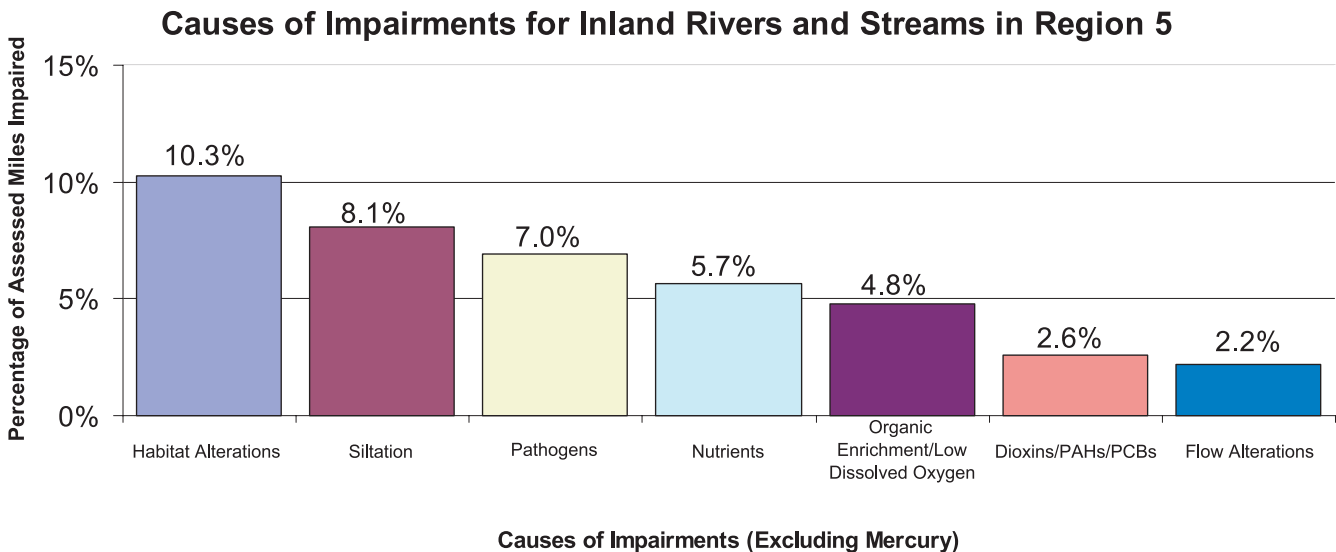 Causes of Impairments for Inland Rivers and Streams in Region 5
Percentage of Assessed Miles Impaired
15%
10%
5%
0%
10.3%
8.1%
7.0%
5.7%
4.8%
2.6%
2.2%
Habitat Alterations
Siltation
Pathogens
Nutrients
Organic
Enrichment/Low
Dissolved Oxygen
Dioxins/PAHs/PCBs
Flow Alterations
Causes of Impairments (Excluding Mercury)